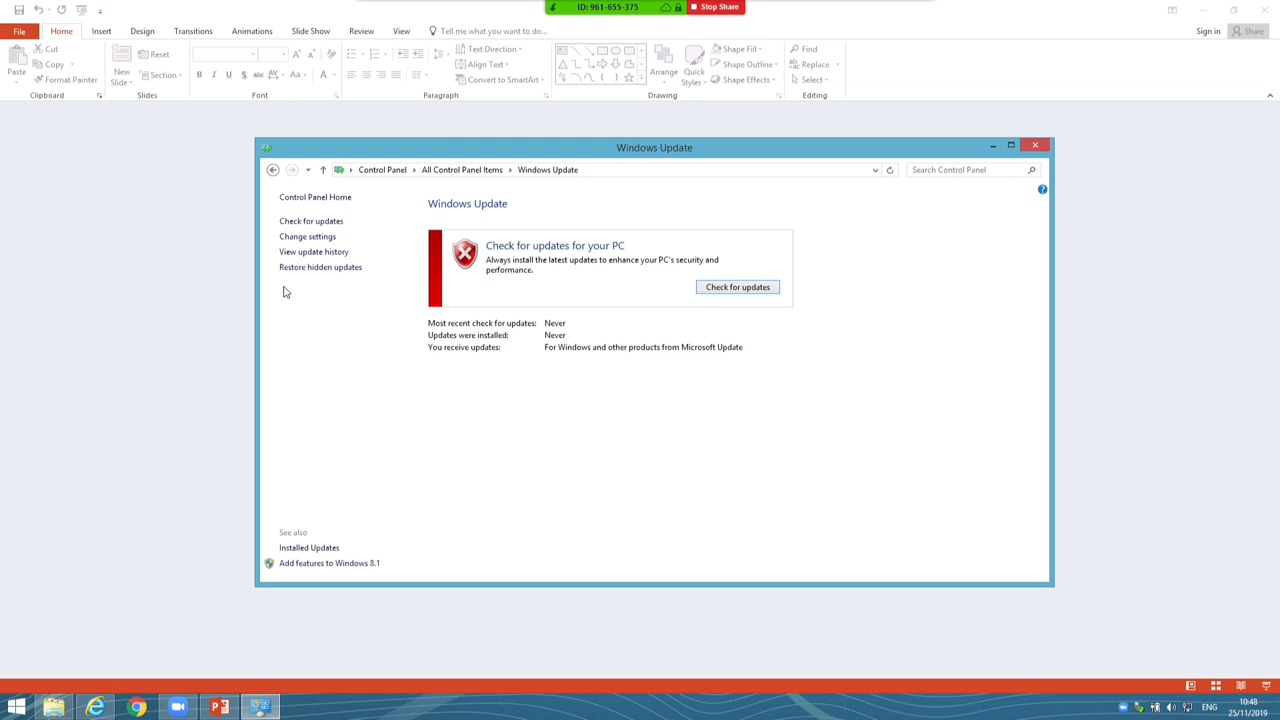 ID: 961-655-375
Stop Share
File
Home
Insert
Design
Transitions
Animations
Slide Show
Review
View
Tell me what you want to do...
Sign in
Share
Paste
Cut
Copy
Format Painter
Clipboard
New Slide
Reset
Section
Slides
B I U S abc AV Aa A
Font
Text Direction
Align Text
Convert to SmartArt
Paragraph
Arrange
Quick Styles
Shape Fill
Shape Outline
Shape Effects
Drawing
Find
Replace
Select
Editing
Windows Update
Control Panel
All Control Panel Items
Windows Update
Search Control Panel
Control Panel Home
Check for updates
Change settings
View update history
Restore hidden updates
Windows Update
Check for updates for your PC
Always install the latest updates to enhance your PC's security and
performance.
Check for updates
Most recent check for updates: Never
Updates were installed: Never
You receive updates: For Windows and other products from Microsoft Update
See also
Installed Updates
Add features to Windows 8.1
ENG
10:48
25/11/2019